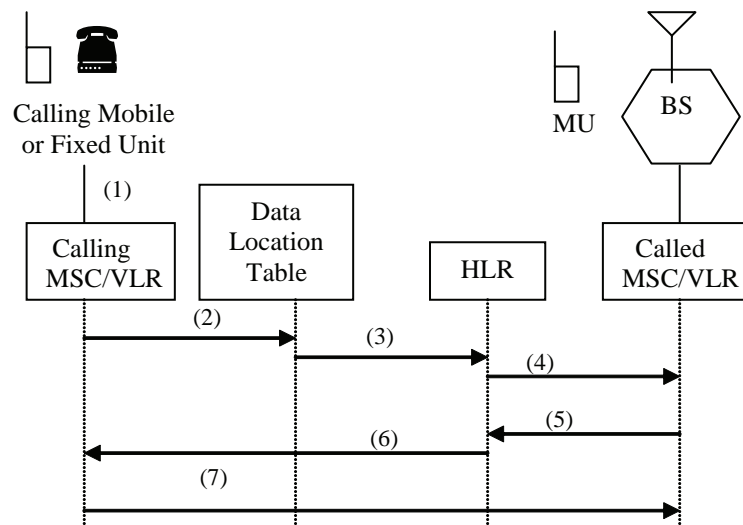 Calling Mobile
or Fixed Unit
MU
BS
(1)
Calling
MSC/VLR
Data
Location
Table
HLR
Called
MSC/VLR
(2)
(3)
(4)
(5)
(6)
(7)